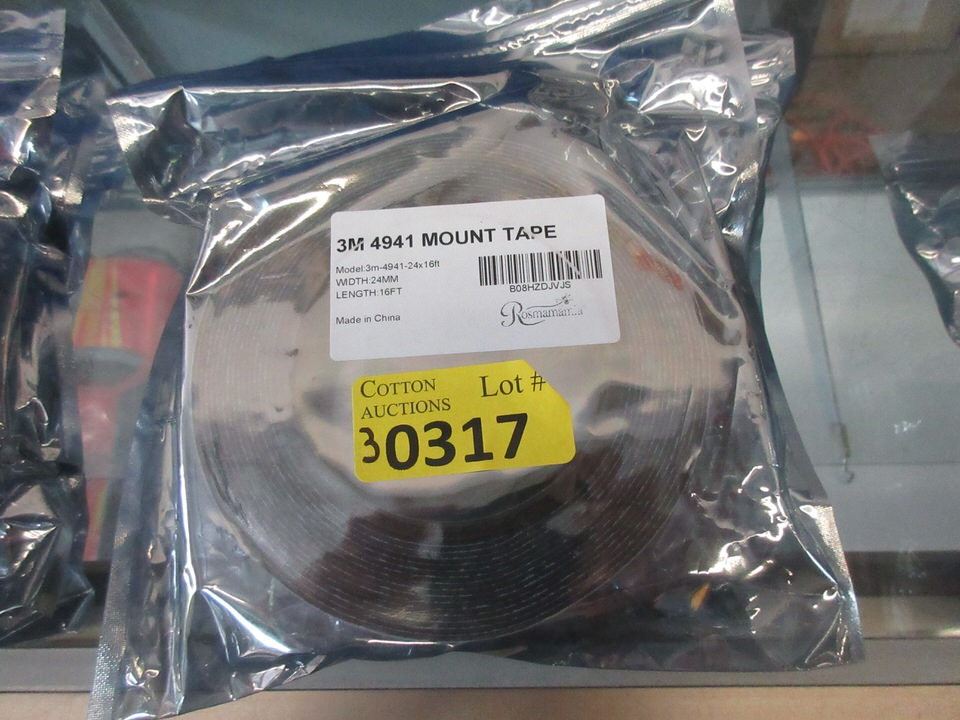 3M 4941 MOUNT TAPE
Model:3m-4941-24x16ft
WIDTH:24MM
LENGTH:16FT
B08HZDJVJS
Made in China
COTTON AUCTIONS
Lot #
30317